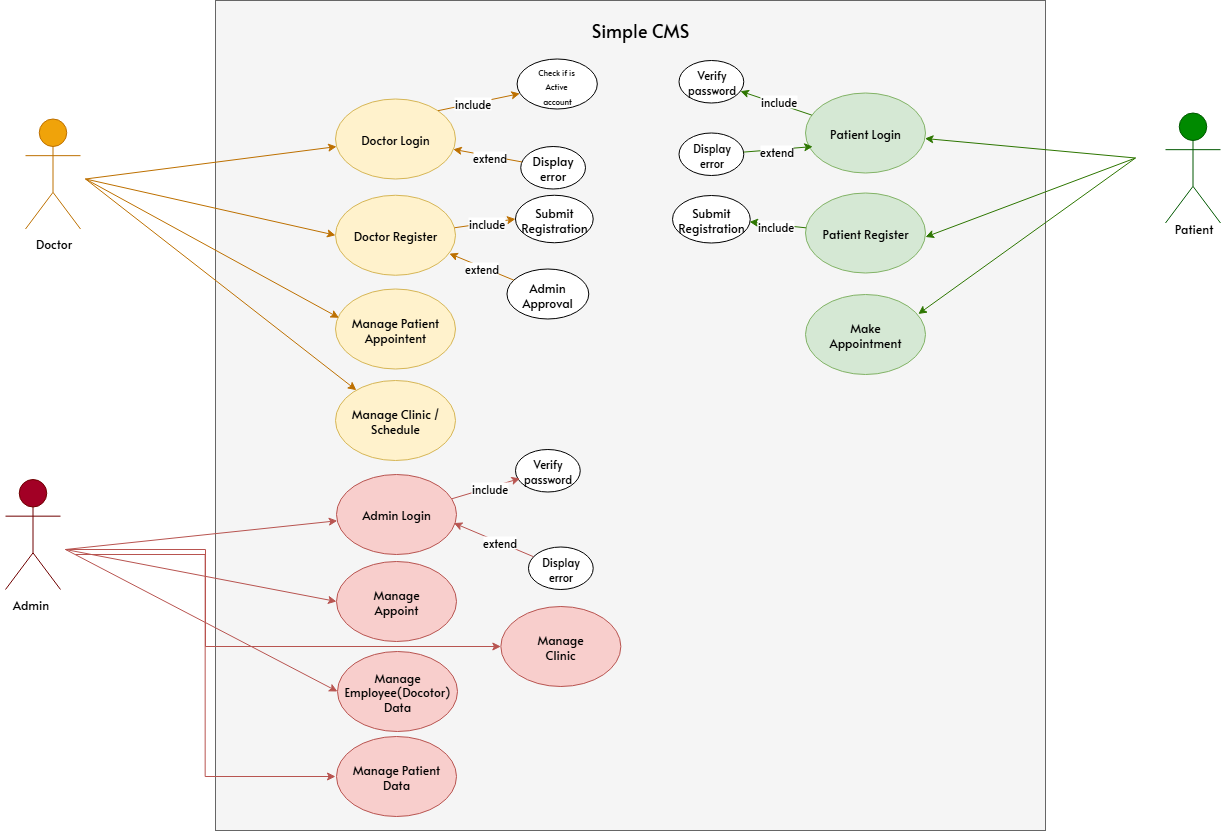 Simple CMS
Check if is
Active
account
include
Doctor Login
extend
Display
error
Doctor
Submit
Registration
include
Doctor Register
extend
Admin
Approval
Manage Patient
Appointent
Manage Clinic /
Schedule
Verify
password
include
Patient Login
Display
error
extend
Submit
Registration
include
Patient Register
Patient
Make
Appointment
Verify
password
include
Admin Login
extend
Display
error
Admin
Manage
Appoint
Manage
Clinic
Manage
Employee(Docotor)
Data
Manage Patient
Data